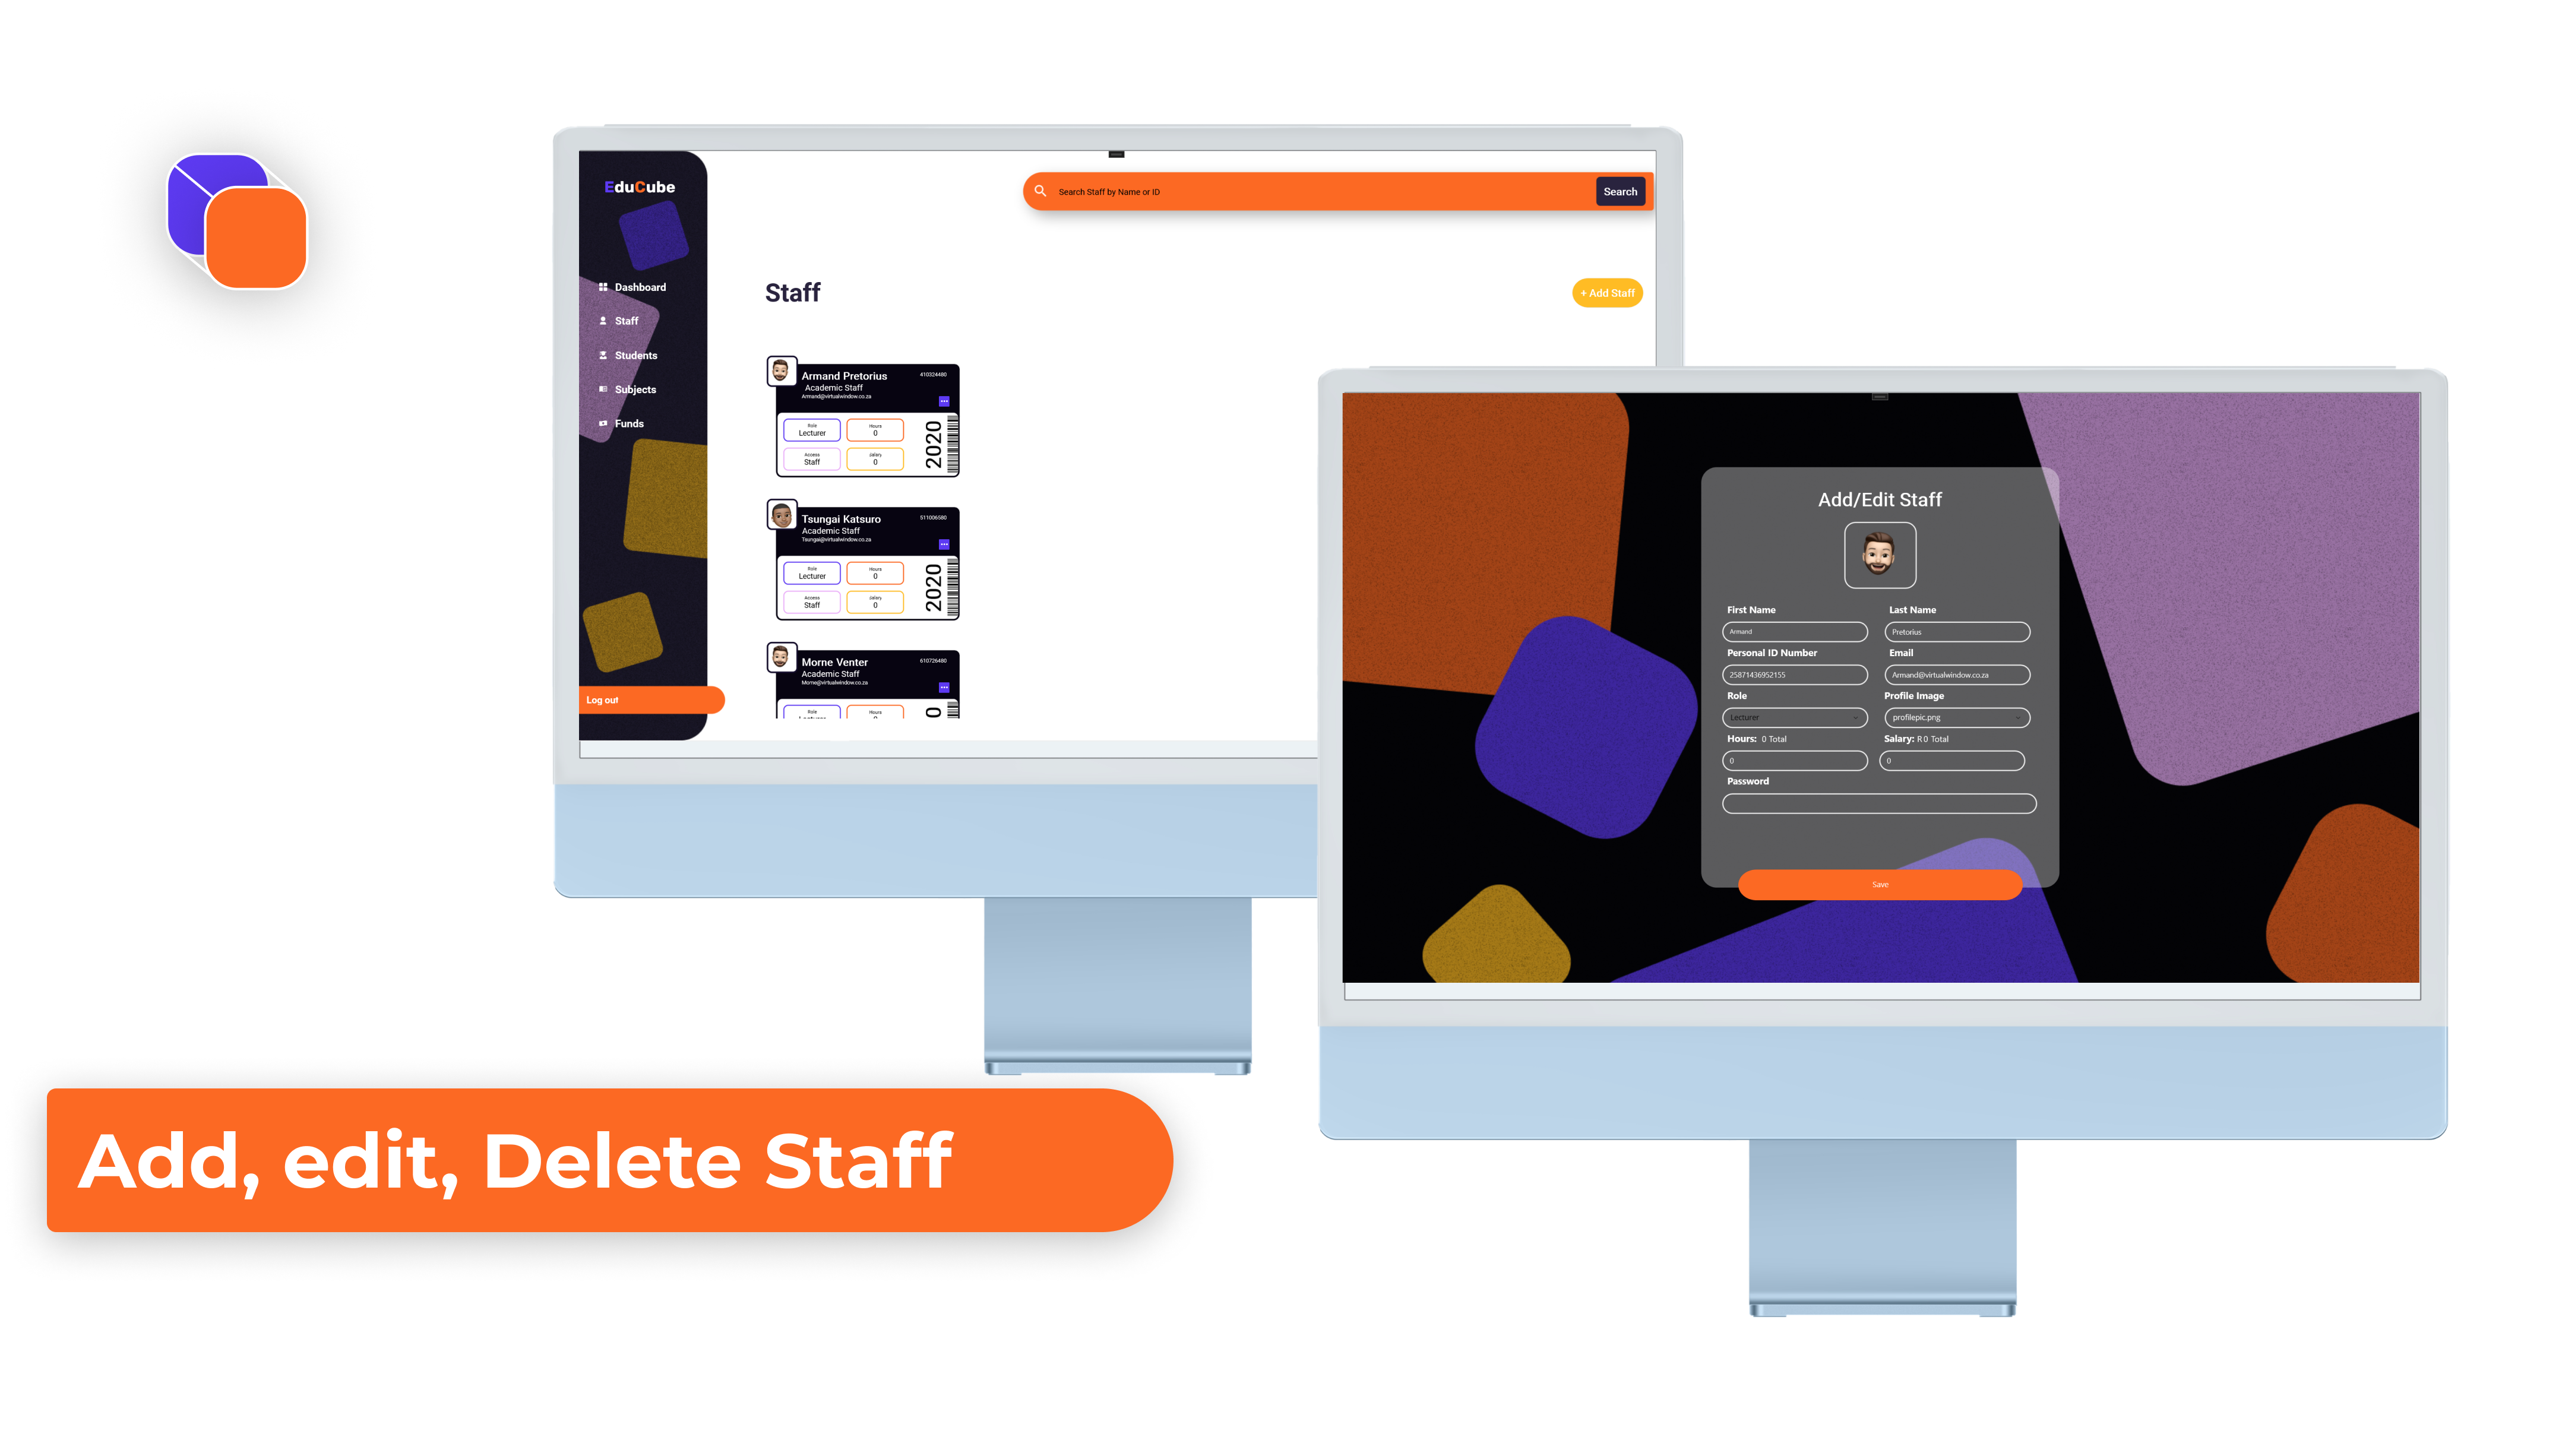 EduCube
Dashboard
Staff
Students
Subjects
Funds
Log out
Search Staff by Name or ID
Search
Staff
+ Add Staff
Armand Pretorius
410324480
Academic Staff
Armand@virtualwindow.co.za
Role
Lecturer
Hours
0
Access
Staff
Salary
0
2020
Tsungai Katsuro
511006580
Academic Staff
Tsungai@virtualwindow.co.za
Role
Lecturer
Hours
0
Access
Staff
Salary
0
2020
Morne Venter
610726480
Academic Staff
Morne@virtualwindow.co.za
Role
Hours
Add/Edit Staff
First Name
Last Name
Armand
Pretorius
Personal ID Number
Email
25871436952155
Armand@virtualwindow.co.za
Role
Profile Image
Lecturer
profilepic.png
Hours: 0 Total
Salary: R0 Total
0
0
Password
Save
Add, edit, Delete Staff